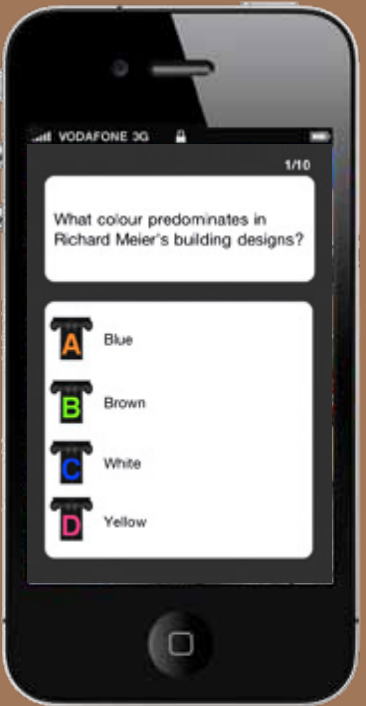 VODAFONE 3G
1/10
What colour predominates in
Richard Meier's building designs?
A Blue
B Brown
C White
D Yellow